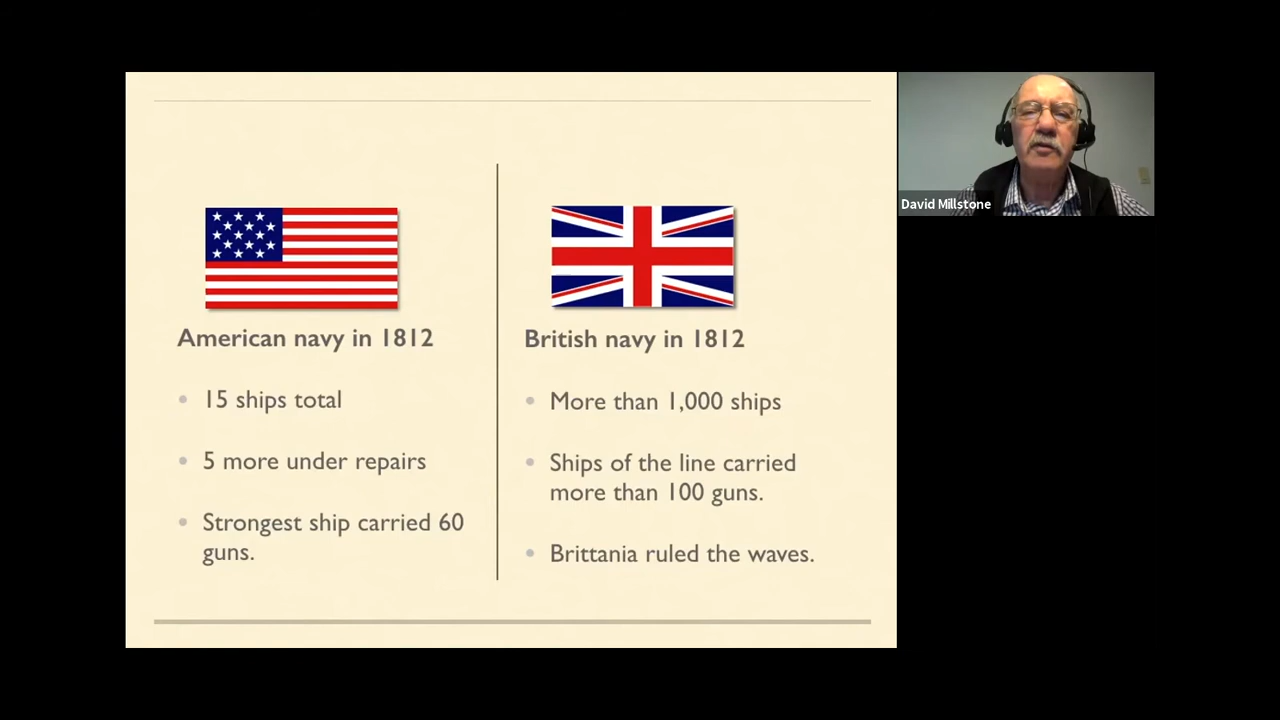 American navy in 1812
15 ships total
5 more under repairs
Strongest ship carried 60
guns.
British navy in 1812
More than 1,000 ships
Ships of the line carried
more than 100 guns.
Brittania ruled the waves.
David Millstone